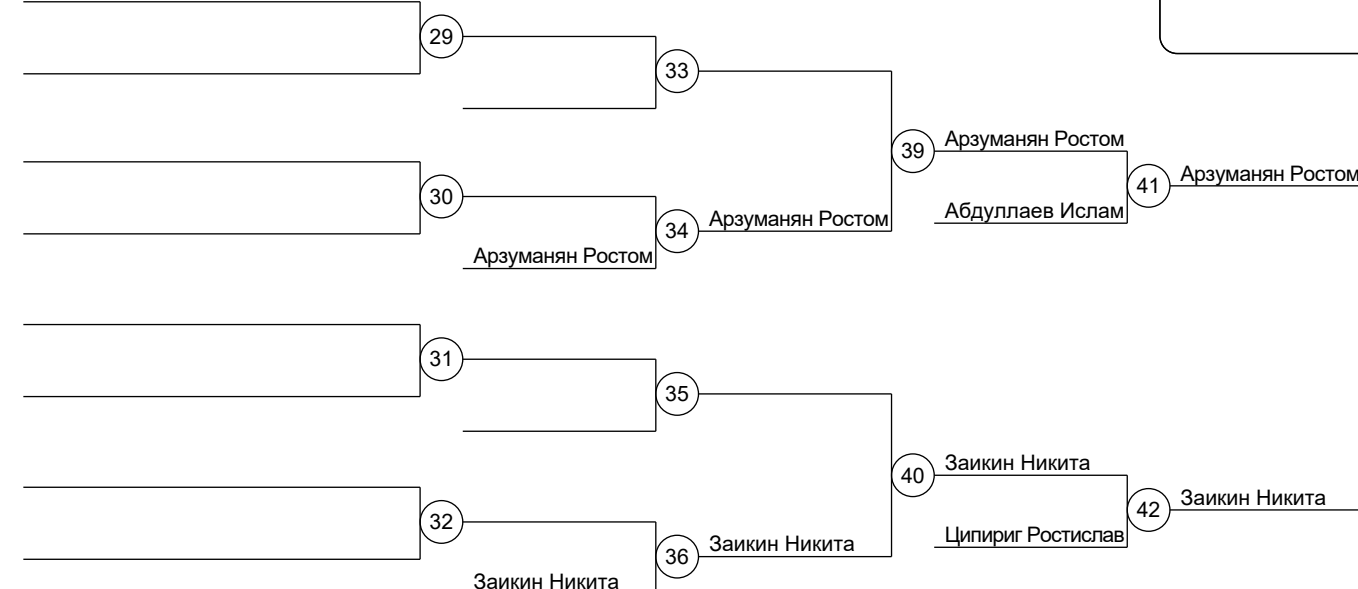 29
33
39
Арзуманян Ростом
41
Арзуманян Ростом
30
34
Арзуманян Ростом
Абдуллаев Ислам
Арзуманян Ростом
31
35
40
Заикин Никита
42
Заикин Никита
32
36
Заикин Никита
Ципириг Ростислав
Заикин Никита